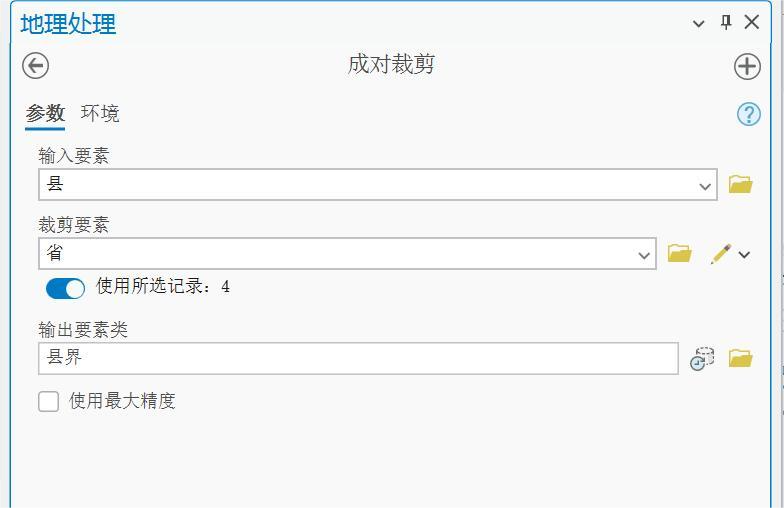 地理处理
成对裁剪
参数 环境
输入要素
县
裁剪要素
省
使用所选记录：4
输出要素类
县界
使用最大精度